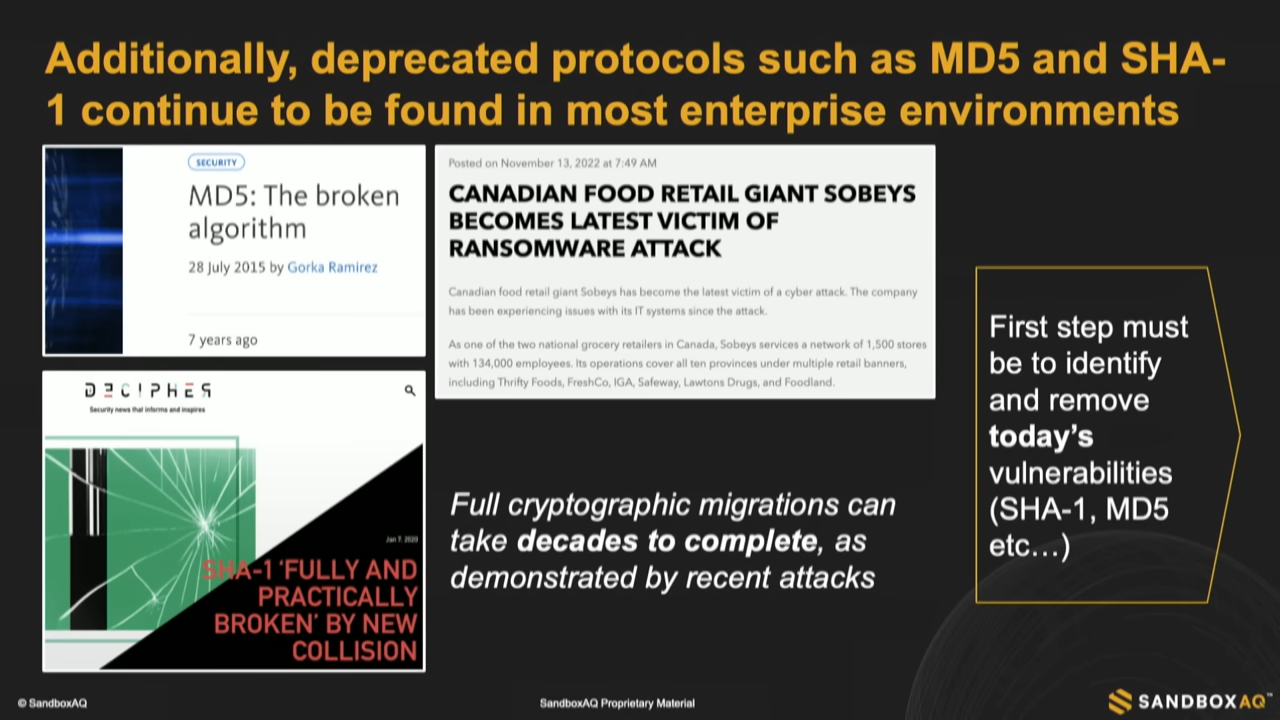 Additionally, deprecated protocols such as MD5 and SHA-
1 continue to be found in most enterprise environments
SECURITY
MD5: The broken
algorithm
28 July 2015 by Gorka Ramirez
7 years ago
Posted on November 13, 2022 at 7:49 AM
CANADIAN FOOD RETAIL GIANT SOBEYS
BECOMES LATEST VICTIM OF
RANSOMWARE ATTACK
Canadian food retail giant Sobeys has become the latest victim of a cyber attack. The company
has been experiencing issues with its IT systems since the attack.
As one of the two national grocery retailers in Canada, Sobeys services a network of 1,500 stores
with 134,000 employees. Its operations cover all ten provinces under multiple retail banners,
including Thrifty Foods, FreshCo, IGA, Safeway, Lawtons Drugs, and Foodland.
DECIPHER
Security news that informs and inspires
Jan 7, 2020
SHA-1 ‘FULLY AND
PRACTICALLY
BROKEN’ BY NEW
COLLISION
Full cryptographic migrations can
take decades to complete, as
demonstrated by recent attacks
First step must
be to identify
and remove
today’s
vulnerabilities
(SHA-1, MD5
etc…)
© SandboxAQ
SandboxAQ Proprietary Material
SANDBOXAQ™